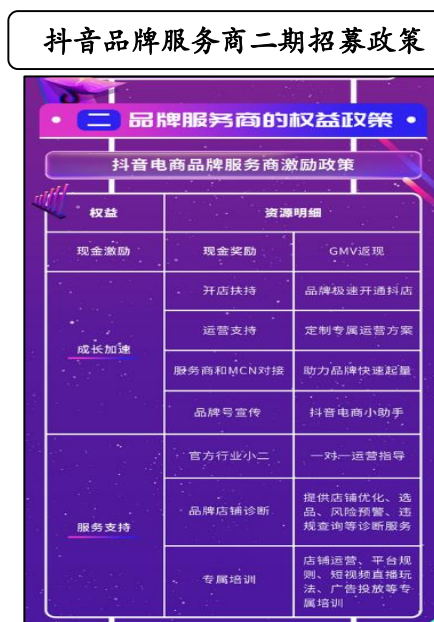 抖音品牌服务商二期招募政策
二 品牌服务商的权益政策
抖音电商品牌服务商激励政策
权益 资源明细
现金激励 现金奖励 GMV返现
成长加速
开店扶持 品牌极速开通抖店
运营支持 定制专属运营方案
服务商和MCN对接 助力品牌快速起量
品牌号宣传 抖音电商小助手
服务支持
官方行业小二 一对一运营指导
品牌店铺诊断
提供店铺优化、选
品、风险预警、违
规查询等诊断服务
专属培训
店铺运营、平台规
则、短视频直播玩
法、广告投放等专
属培训